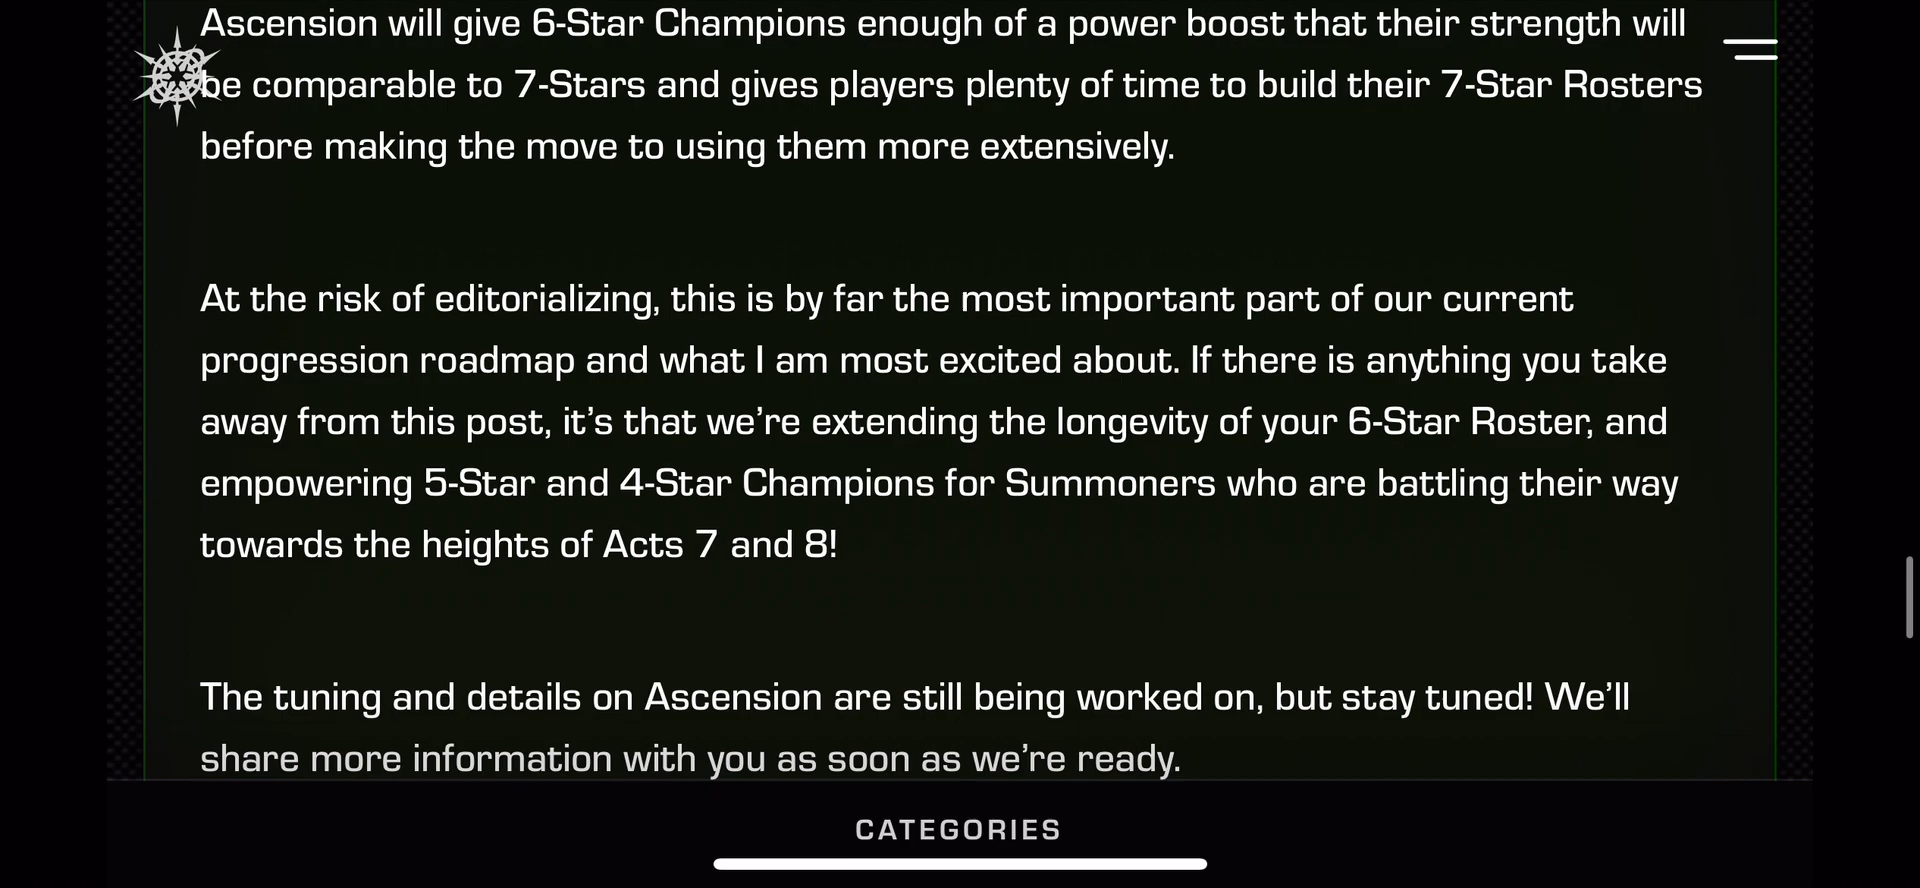 Ascension will give 6-Star Champions enough of a power boost that their strength will
be comparable to 7-Stars and gives players plenty of time to build their 7-Star Rosters
before making the move to using them more extensively.
At the risk of editorializing, this is by far the most important part of our current
progression roadmap and what I am most excited about. If there is anything you take
away from this post, it’s that we’re extending the longevity of your 6-Star Roster, and
empowering 5-Star and 4-Star Champions for Summoners who are battling their way
towards the heights of Acts 7 and 8!
The tuning and details on Ascension are still being worked on, but stay tuned! We’ll
share more information with you as soon as we’re ready.
CATEGORIES